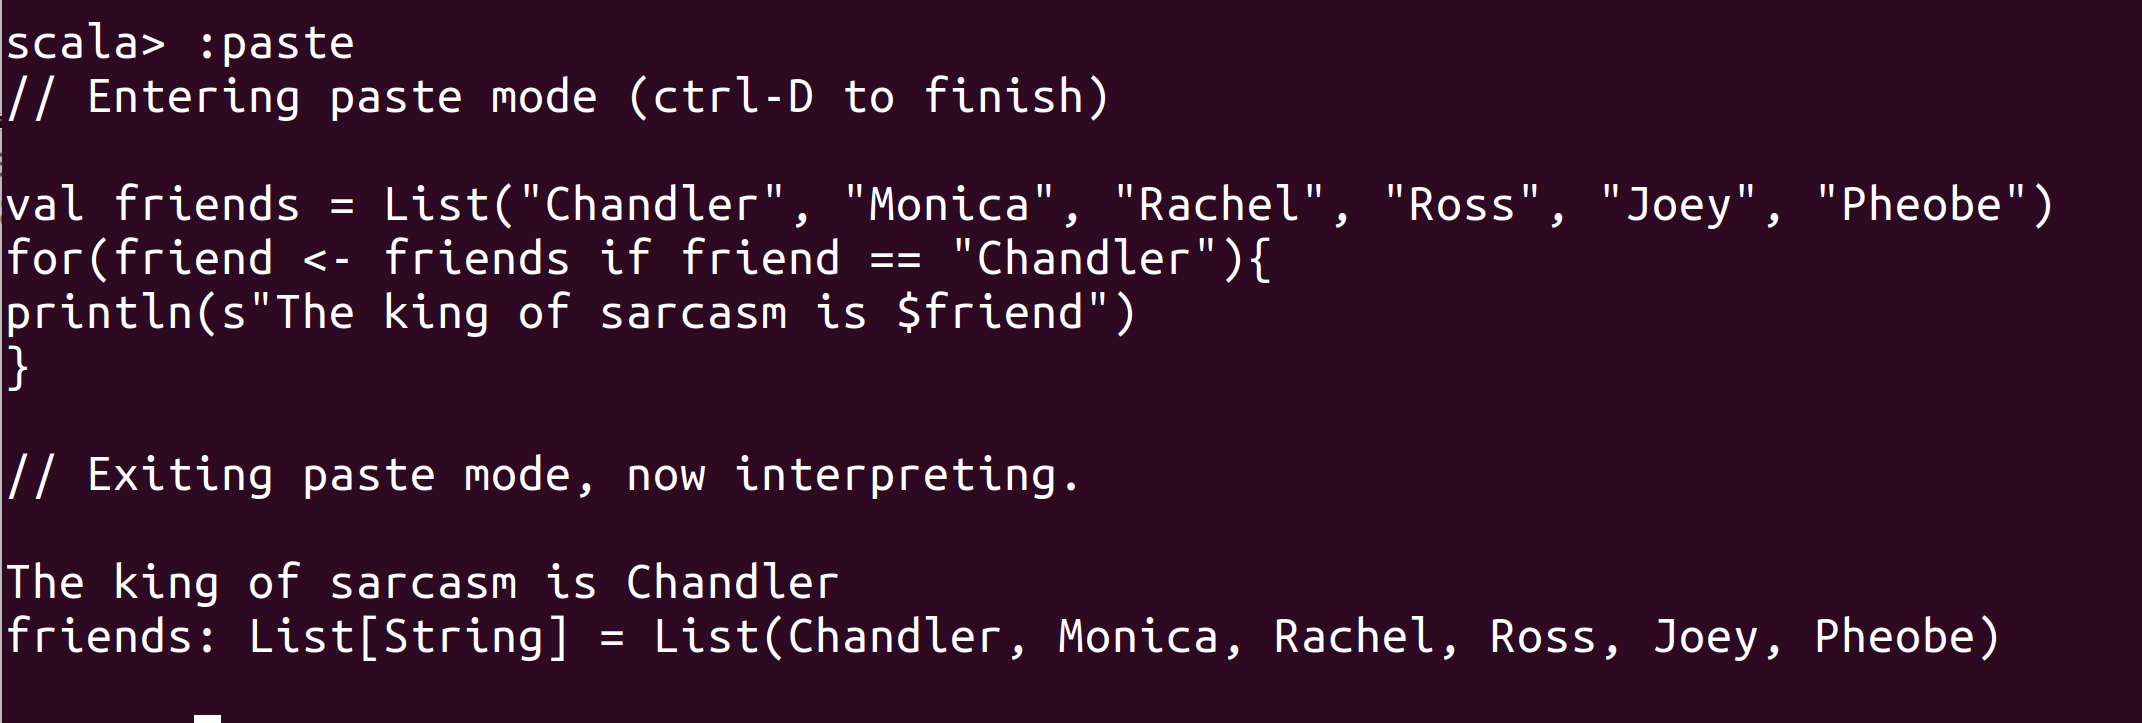 scala> :paste
// Entering paste mode (ctrl-D to finish)
val friends = List("Chandler", "Monica", "Rachel", "Ross", "Joey", "Pheobe")
for(friend <- friends if friend == "Chandler"){
println(s"The king of sarcasm is $friend")
}
// Exiting paste mode, now interpreting.
The king of sarcasm is Chandler
friends: List[String] = List(Chandler, Monica, Rachel, Ross, Joey, Pheobe)